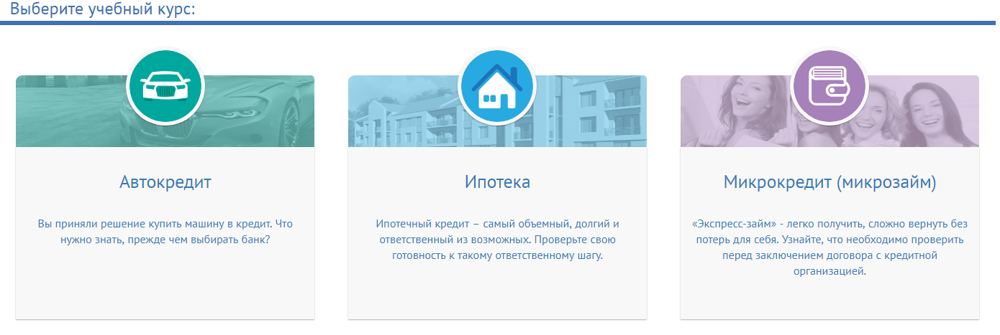 Выберите учебный курс:
Автокредит
Вы приняли решение купить машину в кредит. Что
нужно знать, прежде чем выбирать банк?
Ипотека
Ипотечный кредит – самый объемный, долгий и
ответственный из возможных. Проверьте свою
готовность к такому ответственному шагу.
Микрокредит (микрозайм)
«Экспресс-займ» - легко получить, сложно вернуть без
потерь для себя. Узнайте, что необходимо проверить
перед заключением договора с кредитной
организацией.